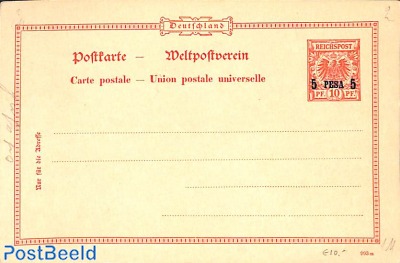 Deutschland
Postkarte — Weltpostverein
Carte postale — Union postale universelle
REICHSPOST
5 PESA 5
PF. 10 PF.
Nur für die Adresse
€10,-
PostBeeld